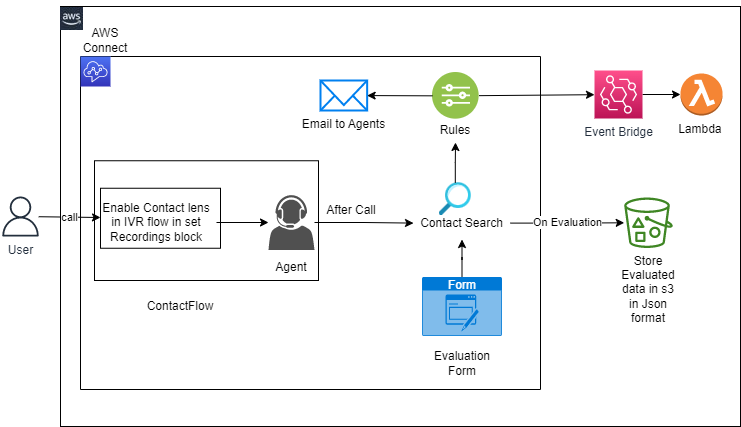 aws
AWS
Connect
Email to Agents
Rules
Event Bridge
Lambda
User
call
Enable Contact lens
in IVR flow in set
Recordings block
Agent
After Call
Contact Search
On Evaluation
Store
Evaluated
data in s3
in Json
format
ContactFlow
Form
Evaluation
Form